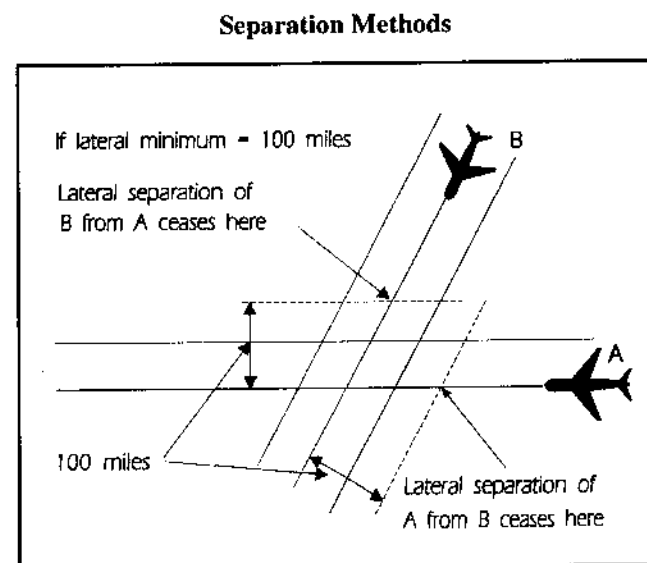 Separation Methods
If lateral minimum = 100 miles
B
Lateral separation of
B from A ceases here
A
100 miles
Lateral separation of
A from B ceases here